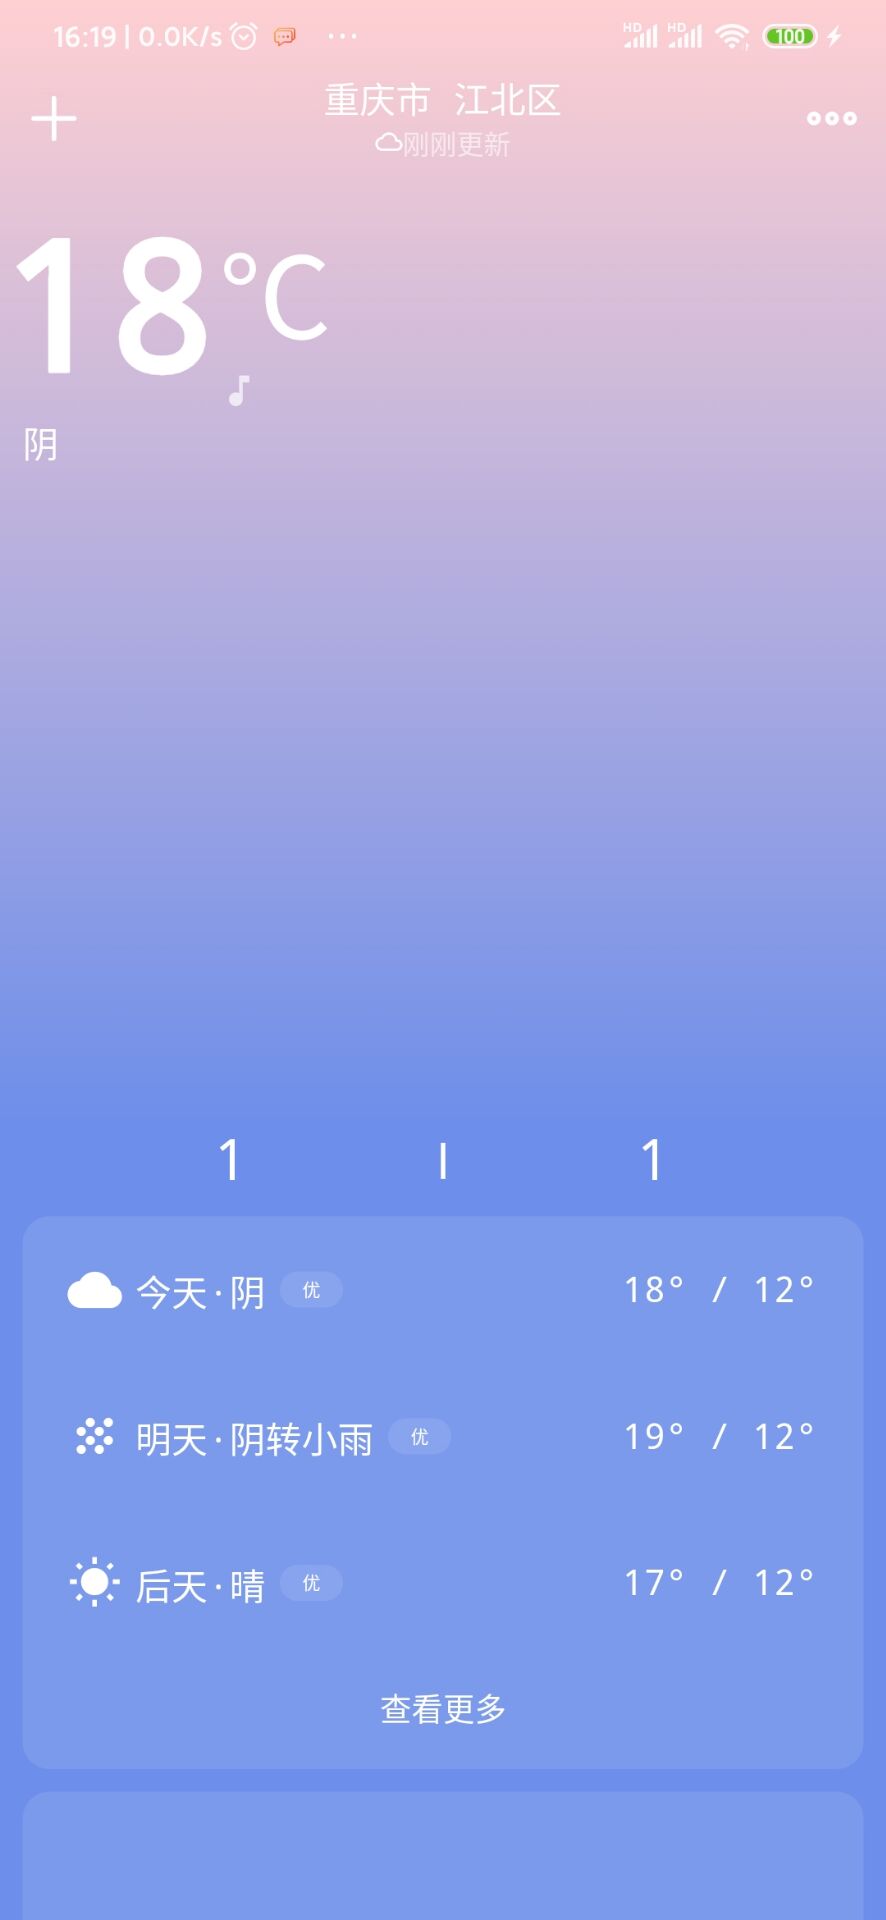 16:19 | 0.0K/s ... HD HD 100
重庆市 江北区
刚刚更新
18°C
阴
1 | 1
今天·阴 优 18° / 12°
明天·阴转小雨 优 19° / 12°
后天·晴 优 17° / 12°
查看更多